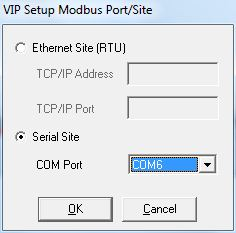 VIP Setup Modbus Port/Site
Ethernet Site (RTU)
TCP/IP Address
TCP/IP Port
Serial Site
COM Port COM6
OK Cancel